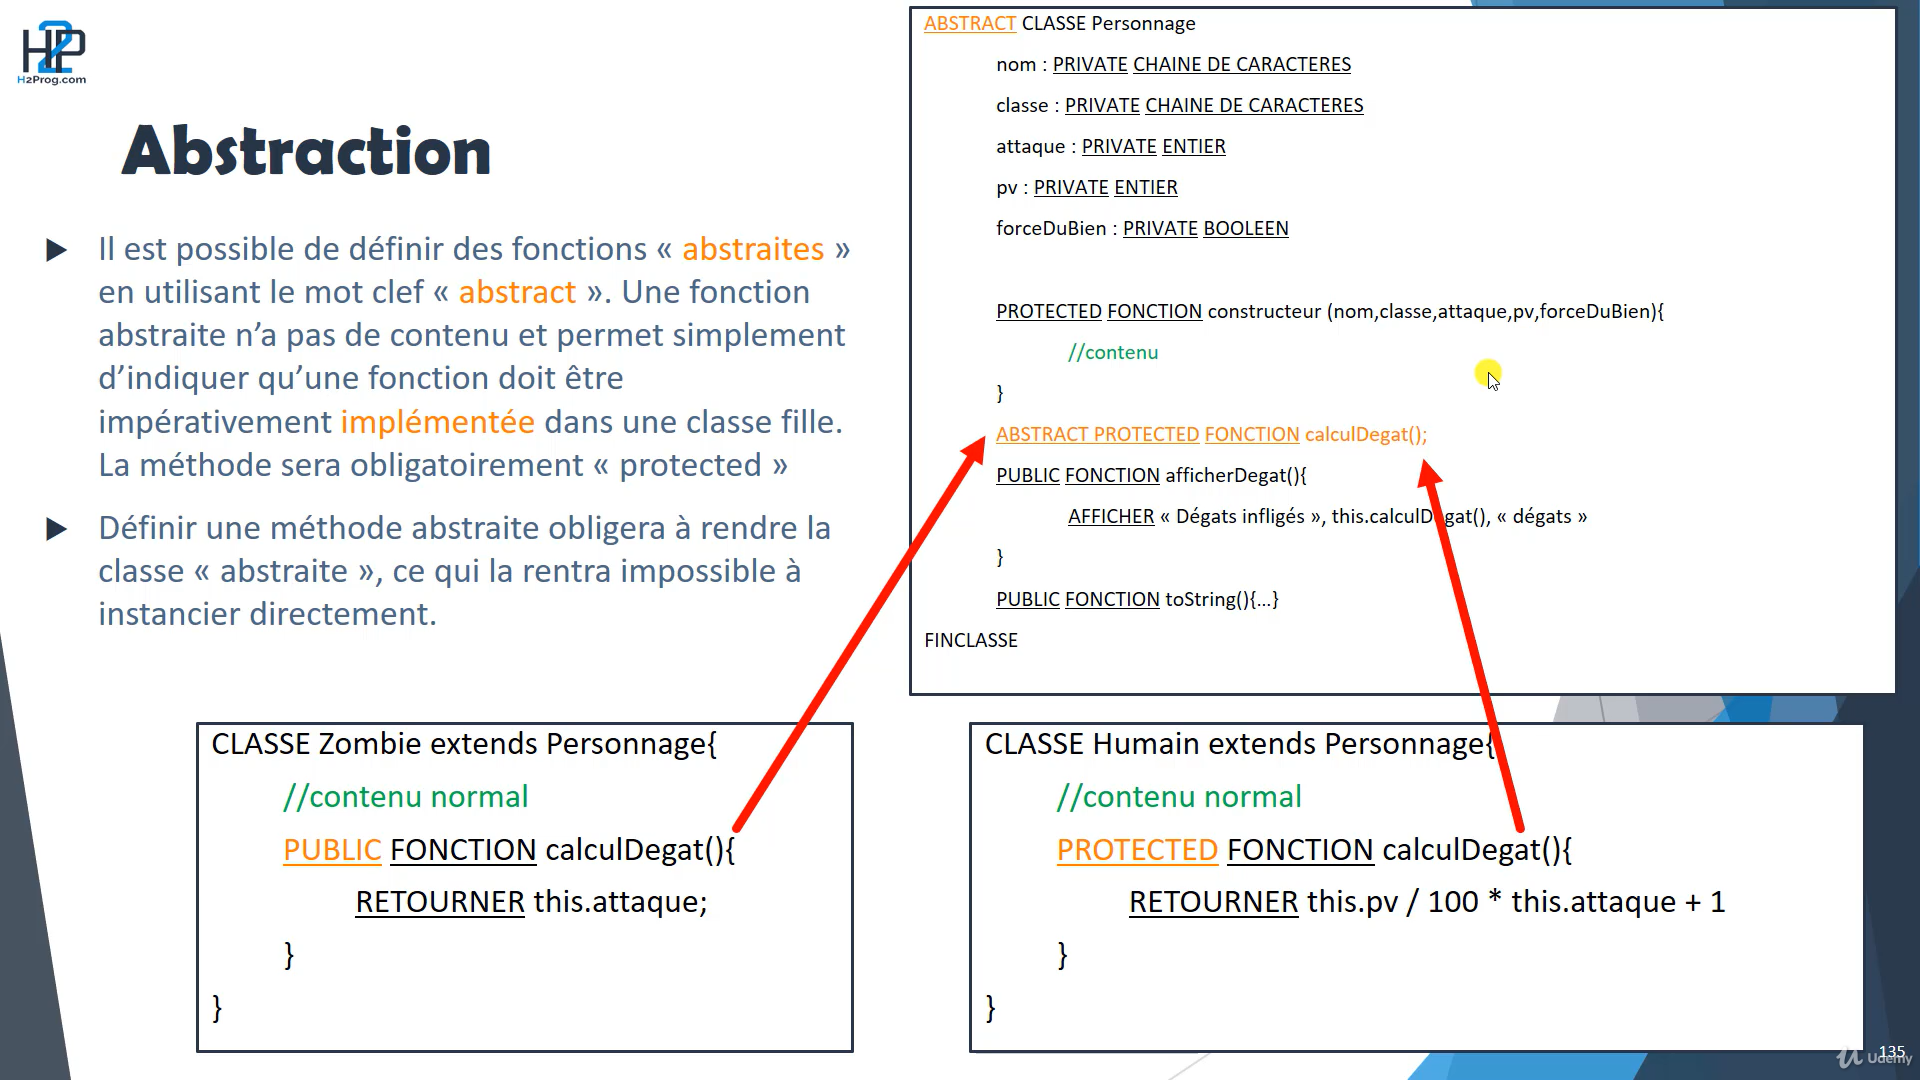 H2P
H2Prog.com
Abstraction
Il est possible de définir des fonctions « abstraites »
en utilisant le mot clef « abstract ». Une fonction
abstraite n’a pas de contenu et permet simplement
d’indiquer qu’une fonction doit être
impérativement implémentée dans une classe fille.
La méthode sera obligatoirement « protected »
Définir une méthode abstraite obligera à rendre la
classe « abstraite », ce qui la rentra impossible à
instancier directement.
ABSTRACT CLASSE Personnage
nom : PRIVATE CHAINE DE CARACTERES
classe : PRIVATE CHAINE DE CARACTERES
attaque : PRIVATE ENTIER
pv : PRIVATE ENTIER
forceDuBien : PRIVATE BOOLEEN
PROTECTED FONCTION constructeur (nom,classe,attaque,pv,forceDuBien){
//contenu
}
ABSTRACT PROTECTED FONCTION calculDegat();
PUBLIC FONCTION afficherDegat(){
AFFICHER « Dégats infligés », this.calculDegat(), « dégats »
}
PUBLIC FONCTION toString(){...}
FINCLASSE
CLASSE Zombie extends Personnage{
//contenu normal
PUBLIC FONCTION calculDegat(){
RETOURNER this.attaque;
}
}
CLASSE Humain extends Personnage{
//contenu normal
PROTECTED FONCTION calculDegat(){
RETOURNER this.pv / 100 * this.attaque + 1
}
}
135
Udemy